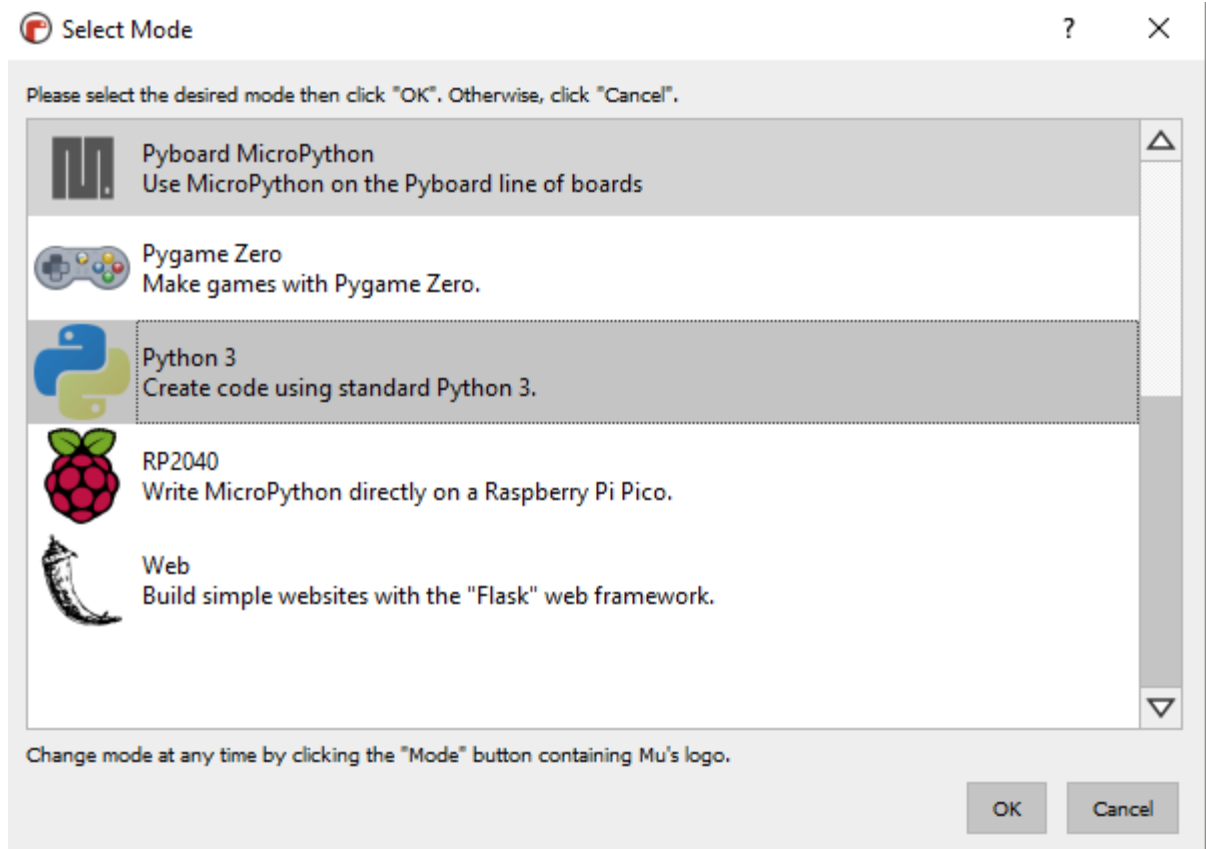 Select Mode
Please select the desired mode then click "OK". Otherwise, click "Cancel".
Pyboard MicroPython
Use MicroPython on the Pyboard line of boards
Pygame Zero
Make games with Pygame Zero.
Python 3
Create code using standard Python 3.
RP2040
Write MicroPython directly on a Raspberry Pi Pico.
Web
Build simple websites with the "Flask" web framework.
Change mode at any time by clicking the "Mode" button containing Mu's logo.
OK Cancel